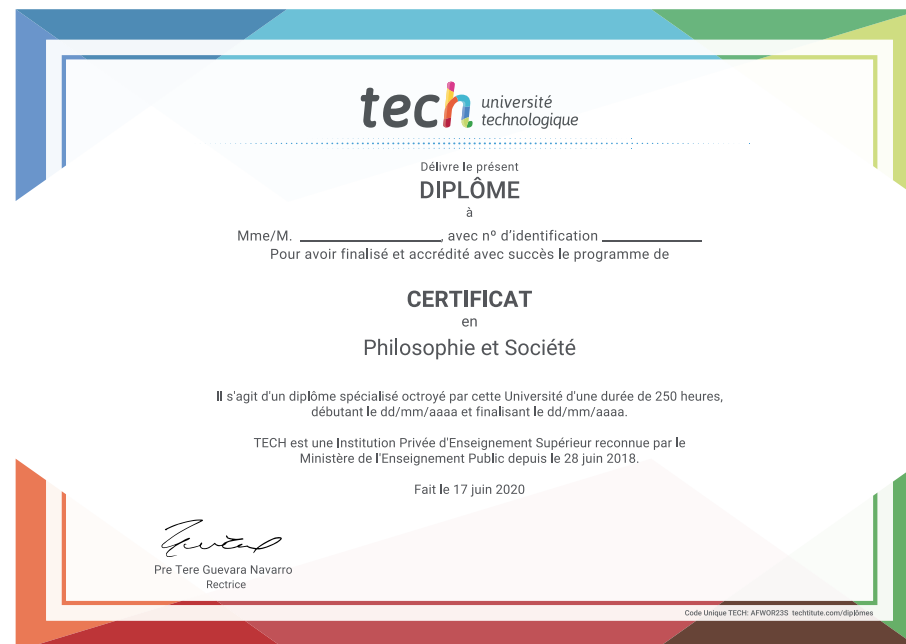 tech université
technologique
Délivre le présent
DIPLÔME
à
Mme/M. ____________________, avec nº d'identification ______________
Pour avoir finalisé et accrédité avec succès le programme de
CERTIFICAT
en
Philosophie et Société
Il s'agit d'un diplôme spécialisé octroyé par cette Université d'une durée de 250 heures,
débutant le dd/mm/aaaa et finalisant le dd/mm/aaaa.
TECH est une Institution Privée d'Enseignement Supérieur reconnue par le
Ministère de l'Enseignement Public depuis le 28 juin 2018.
Fait le 17 juin 2020
Pre Tere Guevara Navarro
Rectrice
Code Unique TECH: AFWOR23S techtitute.com/diplômes